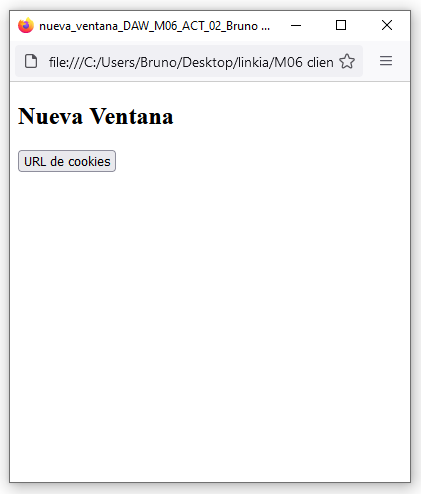 nueva_ventana_DAW_M06_ACT_02_Bruno ...
file:///C:/Users/Bruno/Desktop/linkia/M06 clien
Nueva Ventana
URL de cookies